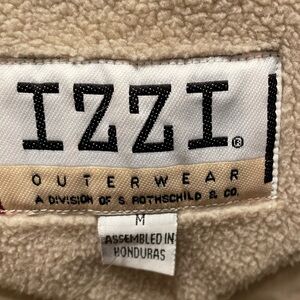 IZZI®
OUTERWEAR
A DIVISION OF S ROTHSCHILD & CO.
M
ASSEMBLED IN
HONDURAS